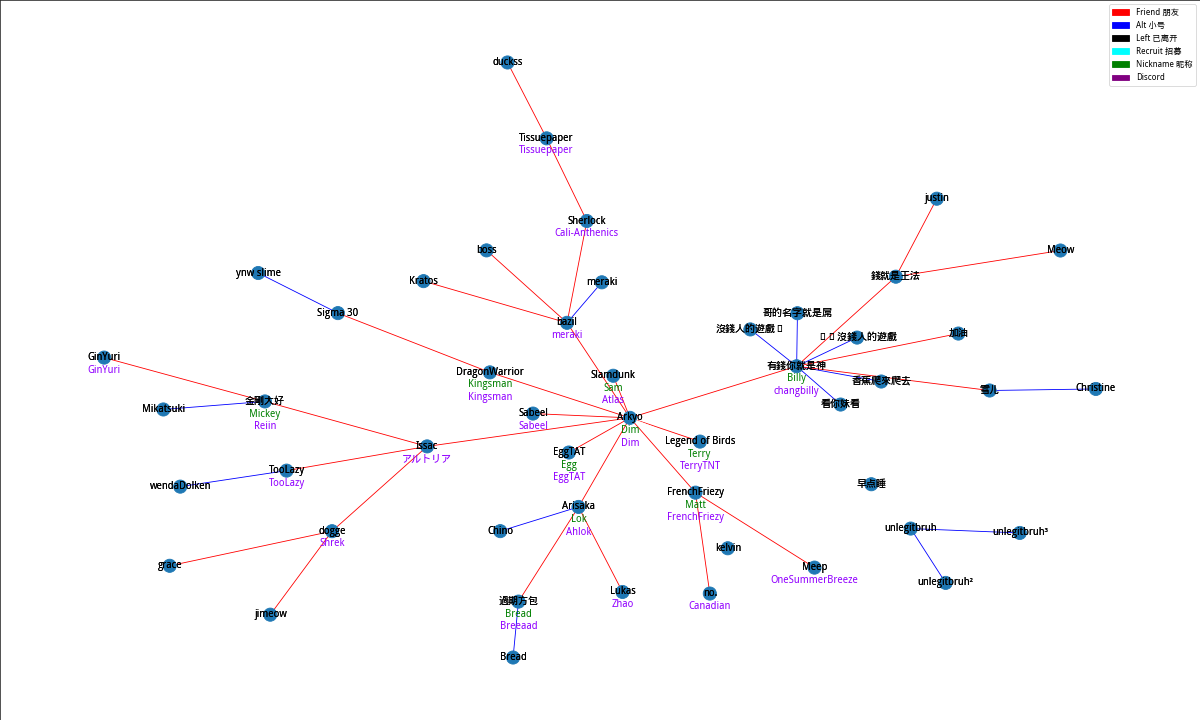 Friend 朋友
Alt 小号
Left 已离开
Recruit 招募
Nickname 昵称
Discord
duckss
Tissuepaper
Tissuepaper
justin
Sherlock
Cali-Anthenics
boss
Meow
ynw slime
Kratos
meraki
錢就是王法
Sigma 30
bazil
meraki
哥的名字就是屌
沒錢人的遊戲
沒錢人的遊戲
加油
GinYuri
GinYuri
DragonWarrior
Kingsman
Kingsman
Slamdunk
Sam
Atlas
有錢你就是神
Billy
changbilly
香蕉爬來爬去
雪儿
Christine
Mikatsuki
金剛大好
Mickey
Reiin
看你妹看
Sabeel
Sabeel
Arkyo
Dim
Dim
Issac
アルトリア
EggTAT
Egg
EggTAT
Legend of Birds
Terry
TerryTNT
TooLazy
TooLazy
wendaDolken
早点睡
FrenchFriezy
Matt
FrenchFriezy
Arisaka
Lok
Ahlok
Chino
dogge
Shrek
unlegitbruh
unlegitbruh³
kelvin
grace
Meep
OneSummerBreeze
unlegitbruh²
Lukas
Zhao
no.
Canadian
過期方包
Bread
Breeaad
jimeow
Bread